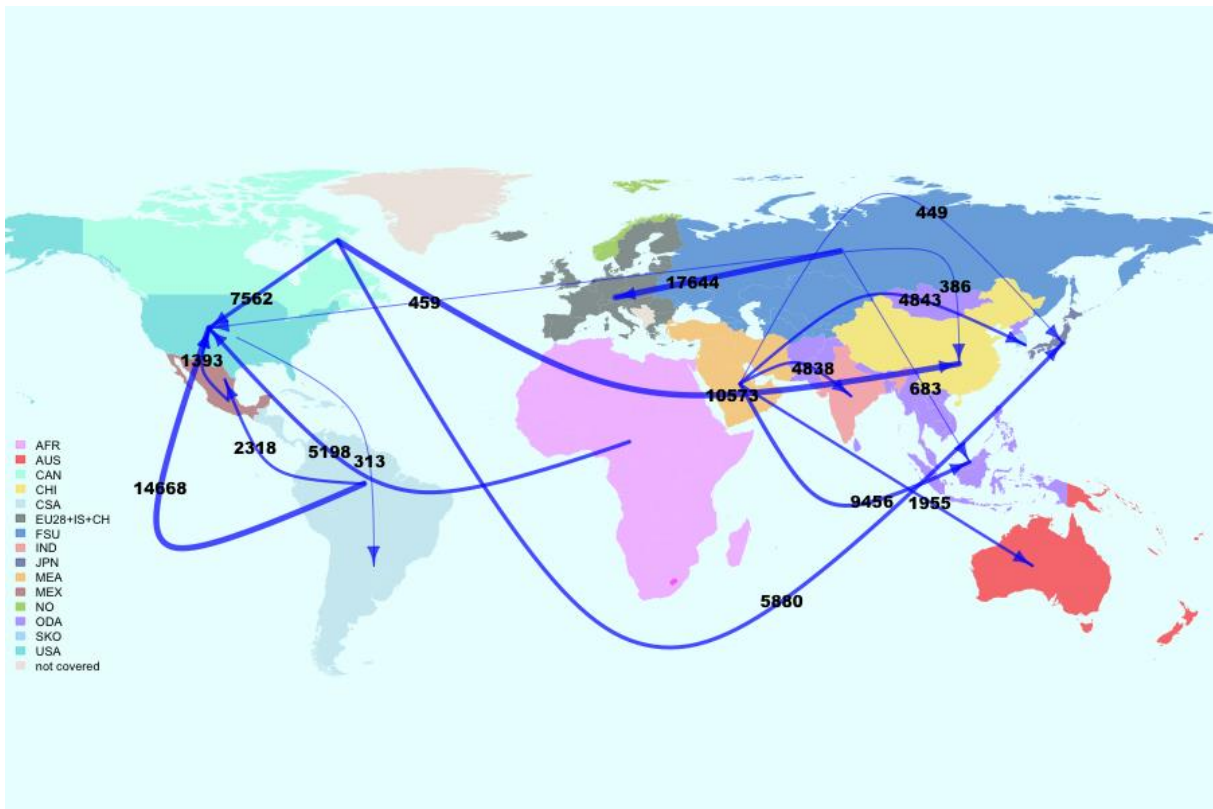 449
17644
386
7562
459
4843
1393
4838
10573
683
2318
5198
313
14668
9456
1955
5880
AFR
AUS
CAN
CHI
CSA
EU28+IS+CH
FSU
IND
JPN
MEA
MEX
NO
ODA
SKO
USA
not covered